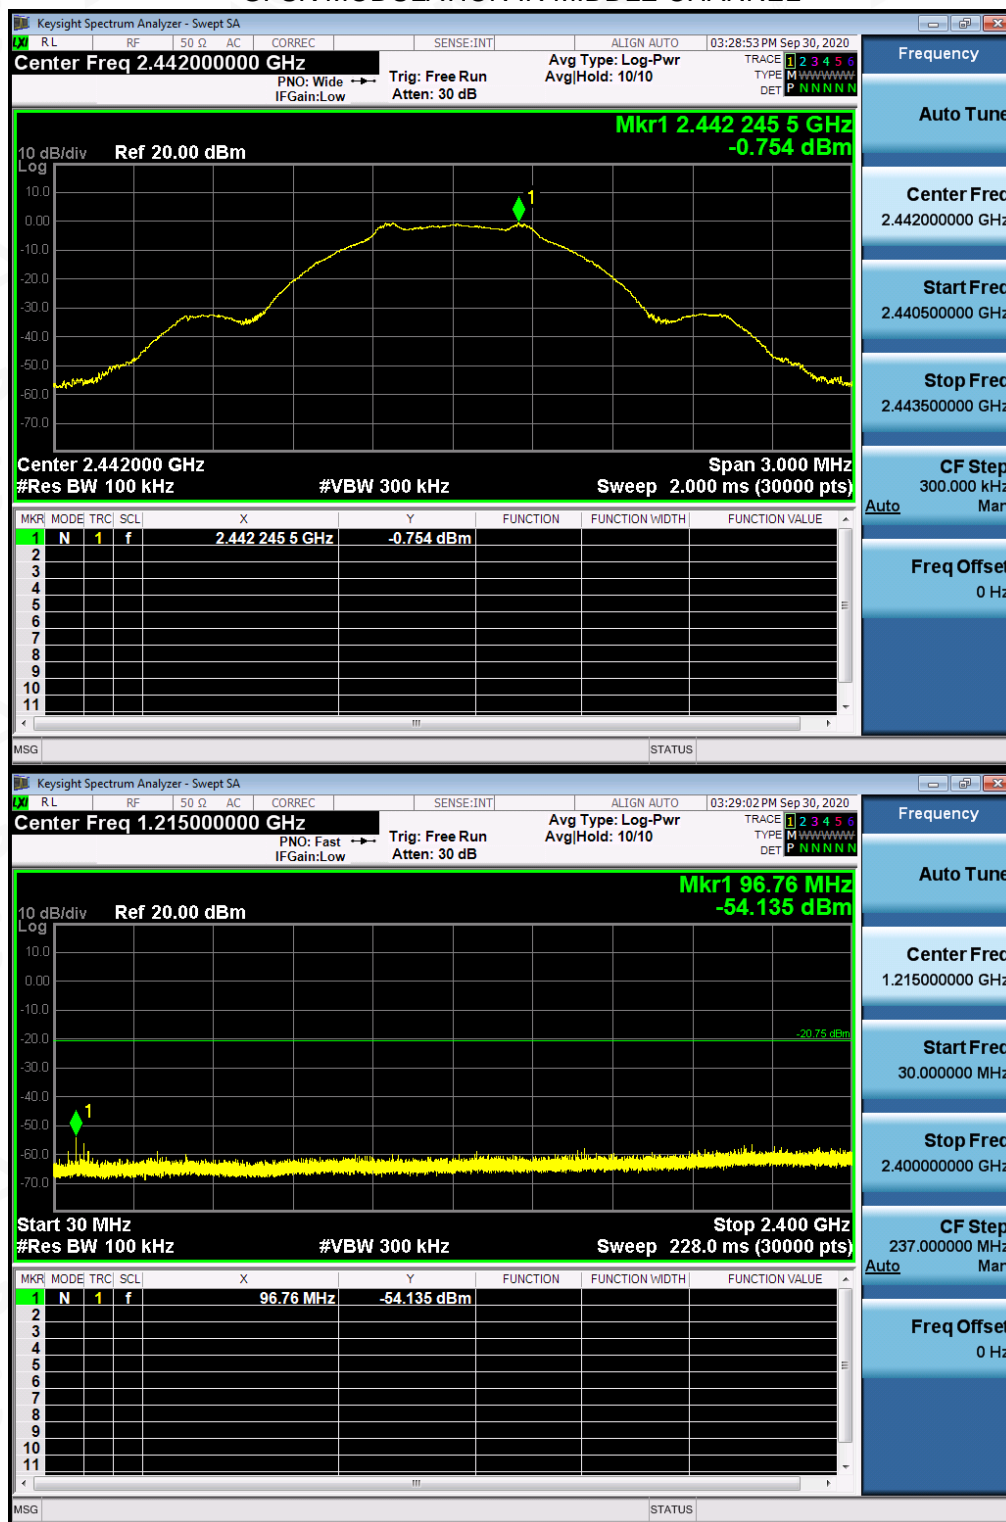 MODULATION IN MIDDLE CHANNEL
Keysight Spectrum Analyzer - Swept SA
LXI RL RF 50 Ω AC CORREC SENSE:INT ALIGN AUTO 03:28:53 PM Sep 30, 2020
Center Freq 2.442000000 GHz
PNO: Wide
IFGain:Low
Trig: Free Run
Atten: 30 dB
Avg Type: Log-Pwr
Avg|Hold: 10/10
TRACE 1 2 3 4 5 6
TYPE M WWWWW
DET P N N N N N
Mkr1 2.442 245 5 GHz
-0.754 dBm
10 dB/div Ref 20.00 dBm
Log
10.0
0.00
-10.0
-20.0
-30.0
-40.0
-50.0
-60.0
-70.0
1
Center 2.442000 GHz Span 3.000 MHz
#Res BW 100 kHz #VBW 300 kHz Sweep 2.000 ms (30000 pts)
MKR MODE TRC SCL X Y FUNCTION FUNCTION WIDTH FUNCTION VALUE
1 N 1 f 2.442 245 5 GHz -0.754 dBm
2
3
4
5
6
7
8
9
10
11
MSG STATUS
Frequency
Auto Tune
Center Freq
2.442000000 GHz
Start Freq
2.440500000 GHz
Stop Freq
2.443500000 GHz
CF Step
300.000 kHz
Auto Man
Freq Offset
0 Hz
Keysight Spectrum Analyzer - Swept SA
LXI RL RF 50 Ω AC CORREC SENSE:INT ALIGN AUTO 03:29:02 PM Sep 30, 2020
Center Freq 1.215000000 GHz
PNO: Fast
IFGain:Low
Trig: Free Run
Atten: 30 dB
Avg Type: Log-Pwr
Avg|Hold: 10/10
TRACE 1 2 3 4 5 6
TYPE M WWWWW
DET P N N N N N
Mkr1 96.76 MHz
-54.135 dBm
10 dB/div Ref 20.00 dBm
Log
10.0
0.00
-10.0
-20.0
-30.0
-40.0
-50.0
-60.0
-70.0
-20.75 dBm
1
Start 30 MHz Stop 2.400 GHz
#Res BW 100 kHz #VBW 300 kHz Sweep 228.0 ms (30000 pts)
MKR MODE TRC SCL X Y FUNCTION FUNCTION WIDTH FUNCTION VALUE
1 N 1 f 96.76 MHz -54.135 dBm
2
3
4
5
6
7
8
9
10
11
MSG STATUS
Frequency
Auto Tune
Center Freq
1.215000000 GHz
Start Freq
30.000000 MHz
Stop Freq
2.400000000 GHz
CF Step
237.000000 MHz
Auto Man
Freq Offset
0 Hz